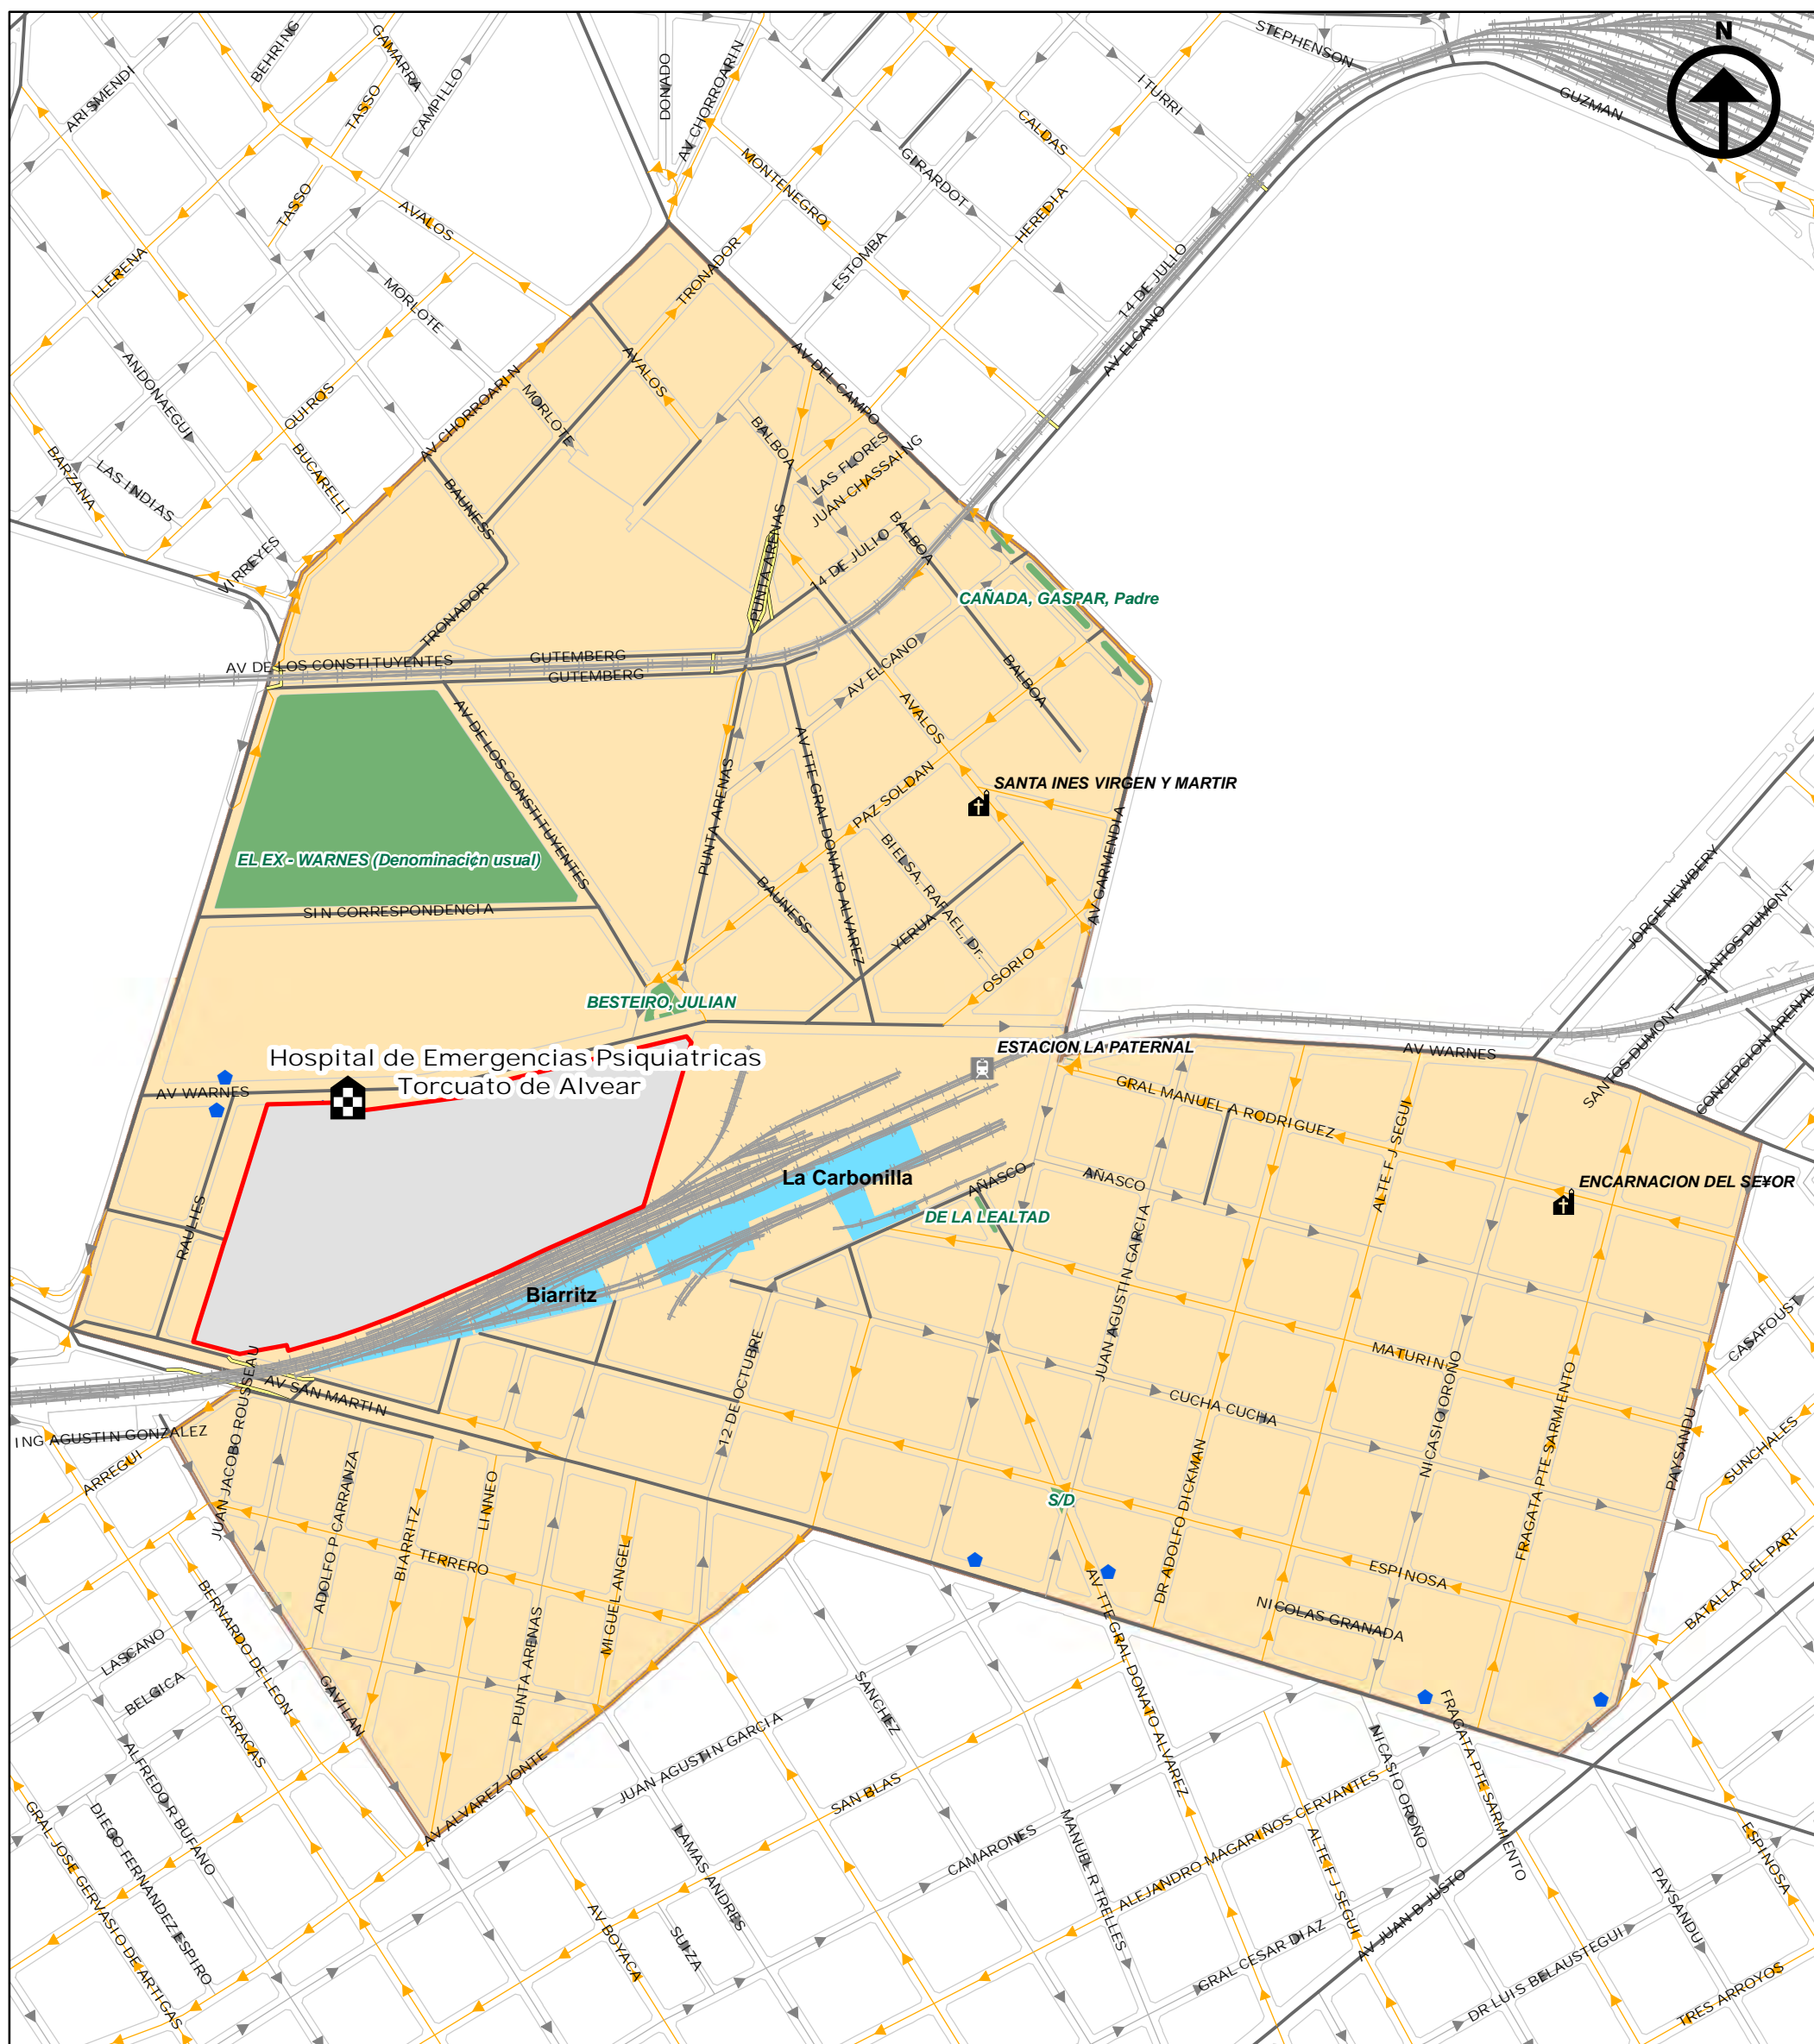 N
STEPHENSON
GUZMAN
BEHRING
GAMARRA
CAMPILLO
ARISMENDI
TASSO
DONADO
AV CHORROARIN
ITURRI
CALDAS
GIRARDOT
MONTENEGRO
HEREDIA
TASSO
AVALOS
ESTOMBA
TRONADOR
14 DE JULIO
AV ELCANO
LLERENA
MORLOTE
ANDONAEGUI
QUIROS
AV CHORROARIN
MORLOTE
AVALOS
AV DEL CAMPO
BALBOA
LAS FLORES
JUAN CHASSAING
BARZANA
LAS INDIAS
BUCARELLI
BAUNESS
PUNTA ARENAS
14 DE JULIO
BALBOA
VIRREYES
TRONADOR
CAÑADA, GASPAR, Padre
AV DE LOS CONSTITUYENTES
GUTEMBERG
GUTEMBERG
AV ELCANO
BALBOA
AVALOS
AV DE LOS CONSTITUYENTES
PUNTA ARENAS
AV TTE GRAL DONATO ALVAREZ
PAZ SOLDAN
SANTA INES VIRGEN Y MARTIR
EL EX - WARNES (Denominaci¢n usual)
BIELSA, RAFAEL, Dr.
AV GARMENDIA
SIN CORRESPONDENCIA
BAUNESS
YERUA
OSORIO
JORGE NEWBERY
SANTOS DUMONT
BESTEIRO, JULIAN
ESTACION LA PATERNAL
AV WARNES
SANTOS DUMONT
CONCEPCION ARENAL
Hospital de Emergencias Psiquiatricas
Torcuato de Alvear
AV WARNES
GRAL MANUEL A RODRIGUEZ
ALTE F J SEGUI
La Carbonilla
AÑASCO
AÑASCO
ENCARNACION DEL SE¥OR
DE LA LEALTAD
RAULIES
JUAN AGUSTIN GARCIA
Biarritz
MATURIN
CASAFOUST
12 DE OCTUBRE
AV SAN MARTIN
JUAN JACOBO ROUSSEAU
CUCHA CUCHA
NICASIO OROÑO
FRAGATA PTE SARMIENTO
PAYSANDU
ING AGUSTIN GONZALEZ
ARREGUI
SUNCHALES
ADOLFO P CARRANZA
BIARRITZ
LINNEO
TERRERO
MIGUEL ANGEL
S/D
DR ADOLFO DICKMAN
ESPINOSA
NICOLAS GRANADA
BATALLA DEL PARI
LASCANO
BELGICA
BERNARDO DE LEON
CARACAS
GAVILAN
PUNTA ARENAS
AV ALVAREZ JONTE
SANCHEZ
JUAN AGUSTIN GARCIA
AV TTE GRAL DONATO ALVAREZ
SAN BLAS
NICASIO OROÑO
FRAGATA PTE SARMIENTO
GRAL JOSE GERVASIO DE ARTIGAS
DIEGO FERNANDEZ ESPIRO
ALFREDO R BUFANO
LAMAS ANDRES
SUIZA
AV BOYACA
CAMARONES
MANUEL R TRELLES
ALEJANDRO MAGARIÑOS CERVANTES
ALTE F J SEGUI
GRAL CESAR DIAZ
AV JUAN B JUSTO
DR LUIS BELAUSTEGUI
PAYSANDU
ESPINOSA
TRES ARROYOS